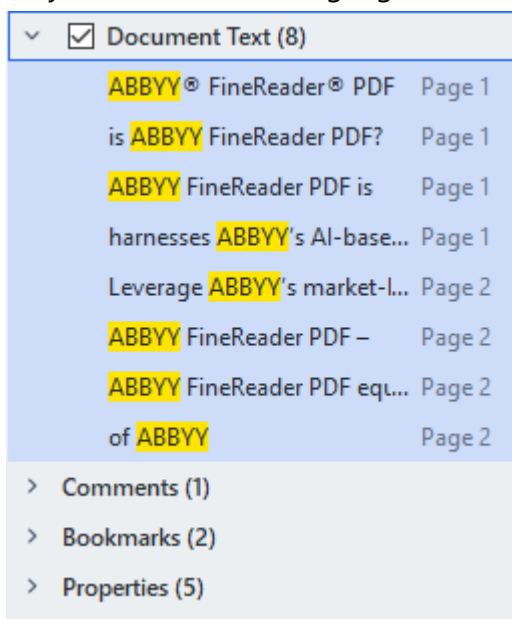 Document Text (8)
ABBYY® FineReader® PDF Page 1
is ABBYY FineReader PDF? Page 1
ABBYY FineReader PDF is Page 1
harnesses ABBYY's AI-base... Page 1
Leverage ABBYY's market-l... Page 2
ABBYY FineReader PDF – Page 2
ABBYY FineReader PDF equ... Page 2
of ABBYY Page 2
Comments (1)
Bookmarks (2)
Properties (5)